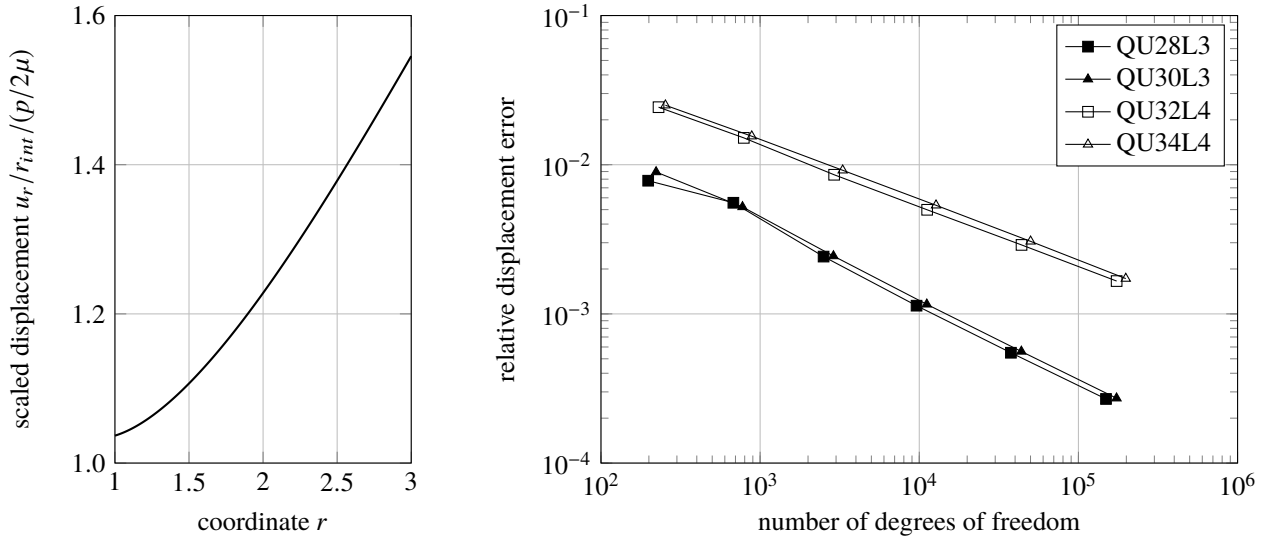 1.6
1.4
1.2
1.0
1 1.5 2 2.5 3
coordinate r
scaled displacement u_r/r_{int}/(p/2μ)
10^{-1}
10^{-2}
10^{-3}
10^{-4}
10^2 10^3 10^4 10^5 10^6
number of degrees of freedom
relative displacement error
QU28L3
QU30L3
QU32L4
QU34L4